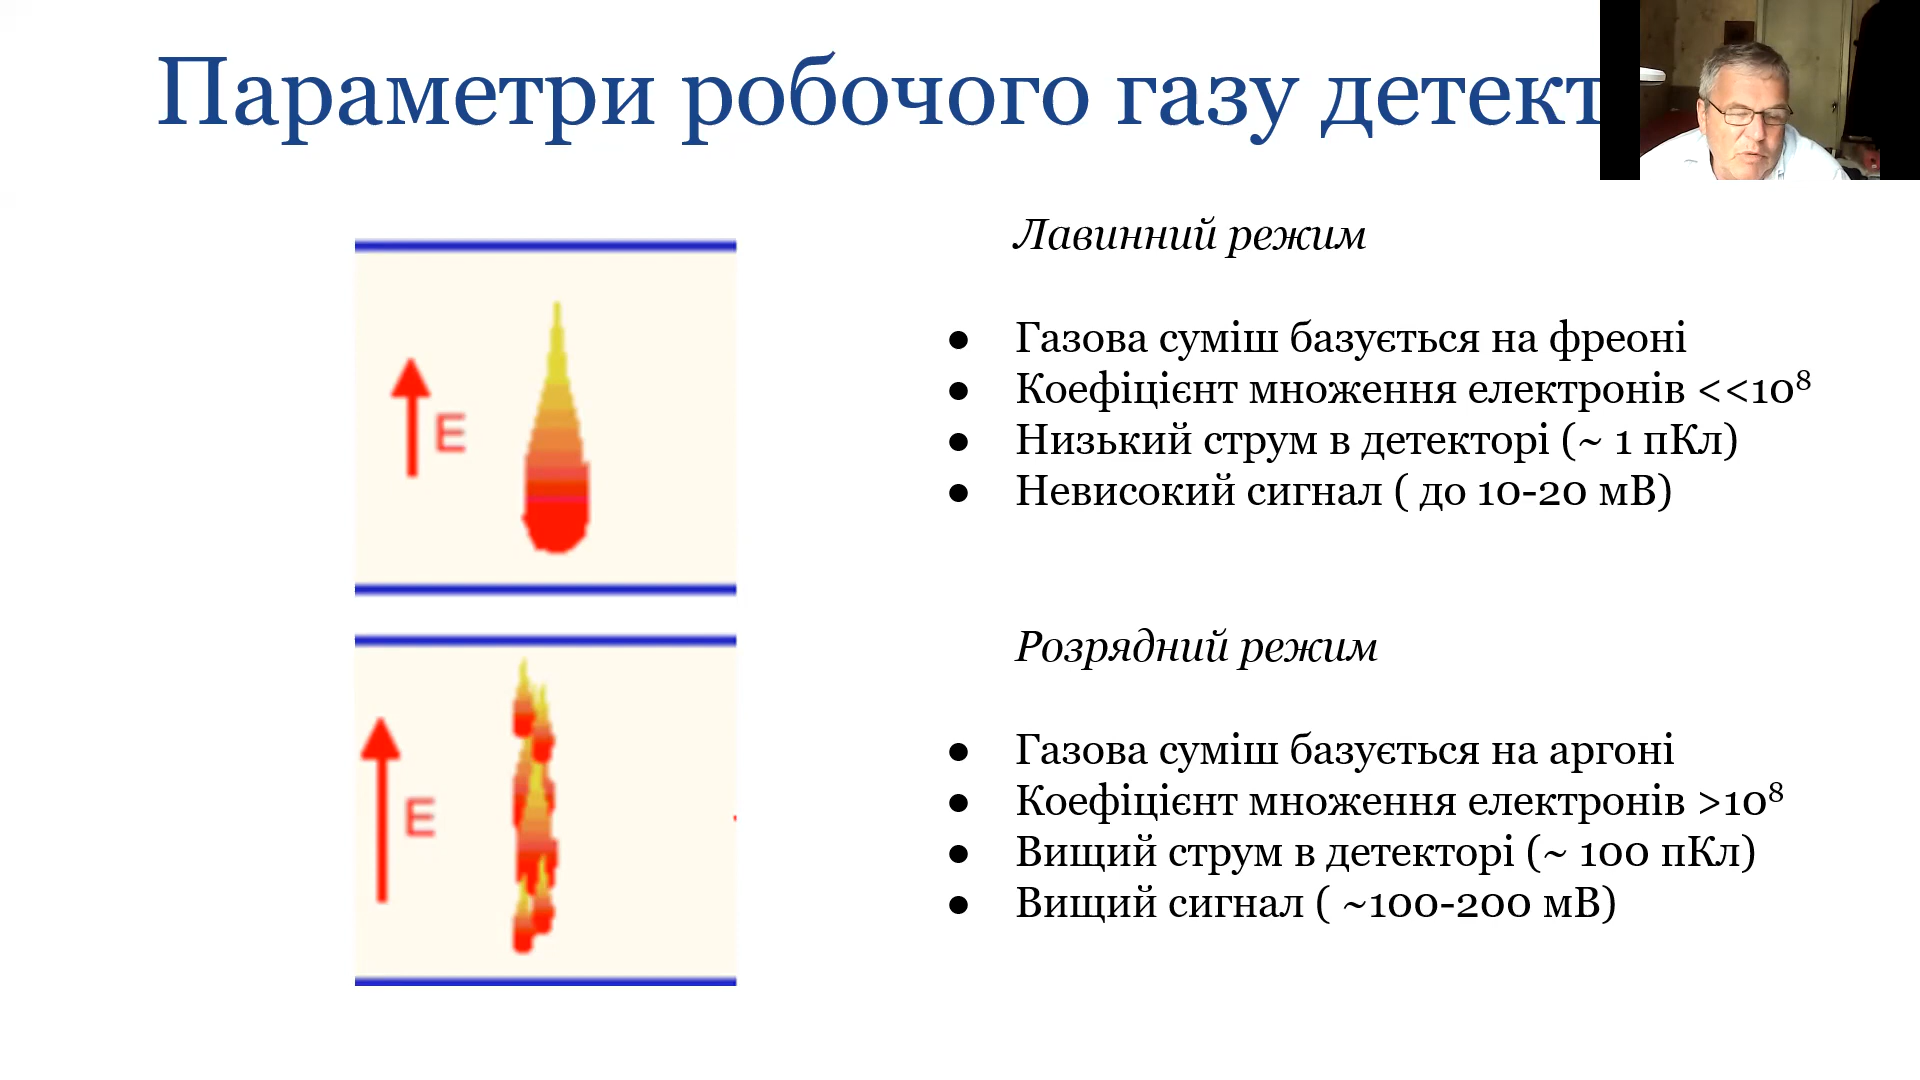 Параметри робочого газу
E
E
Лавинний режим
● Газова суміш базується на фреоні
● Коефіцієнт множення електронів <<10⁸
● Низький струм в детекторі (~ 1 пКл)
● Невисокий сигнал ( до 10-20 мВ)
Розрядний режим
● Газова суміш базується на аргоні
● Коефіцієнт множення електронів >10⁸
● Вищий струм в детекторі (~ 100 пКл)
● Вищий сигнал ( ~100-200 мВ)